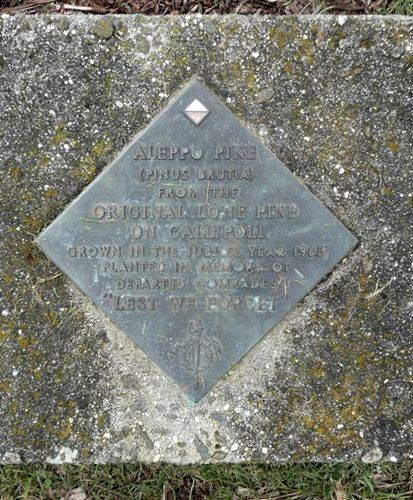 ALEPPO PINE
(PINUS BRUTIA)
FROM THE
ORIGINAL LONE PINE
ON GALLIPOLI.
GROWN IN THE JUBILEE YEAR 1965
PLANTED IN MEMORY OF
DEPARTED COMRADES
"LEST WE FORGET"